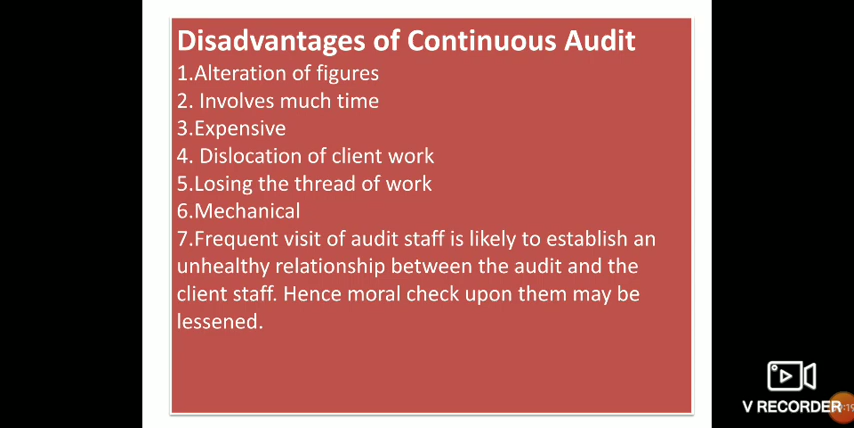 Disadvantages of Continuous Audit
1.Alteration of figures
2. Involves much time
3.Expensive
4. Dislocation of client work
5.Losing the thread of work
6.Mechanical
7.Frequent visit of audit staff is likely to establish an
unhealthy relationship between the audit and the
client staff. Hence moral check upon them may be
lessened.
V RECORDER